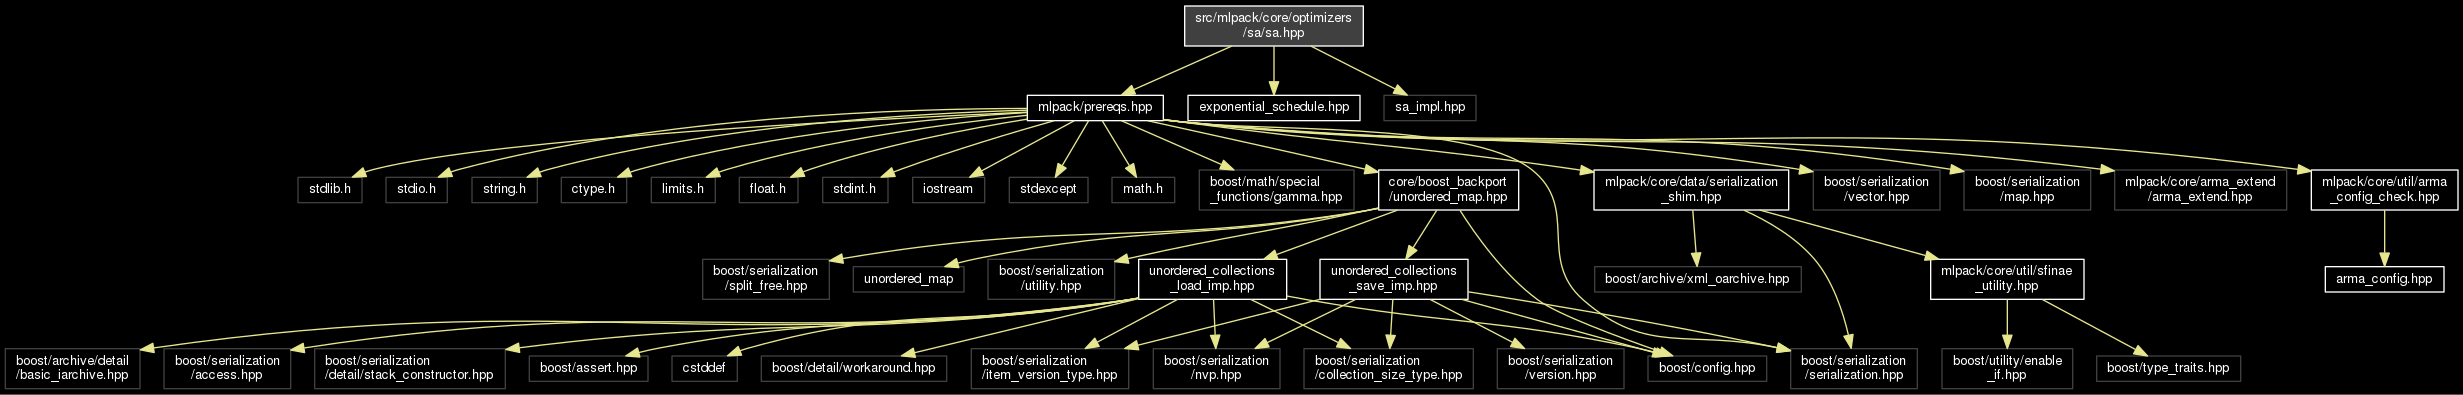 src/mlpack/core/optimizers
/sa/sa.hpp
mlpack/prereqs.hpp
exponential_schedule.hpp
sa_impl.hpp
stdlib.h
stdio.h
string.h
ctype.h
limits.h
float.h
stdint.h
iostream
stdexcept
math.h
boost/math/special
_functions/gamma.hpp
core/boost_backport
/unordered_map.hpp
mlpack/core/data/serialization
_shim.hpp
boost/serialization
/vector.hpp
boost/serialization
/map.hpp
mlpack/core/arma_extend
/arma_extend.hpp
mlpack/core/util/arma
_config_check.hpp
boost/serialization
/split_free.hpp
unordered_map
boost/serialization
/utility.hpp
unordered_collections
_load_imp.hpp
unordered_collections
_save_imp.hpp
boost/archive/xml_oarchive.hpp
mlpack/core/util/sfinae
_utility.hpp
arma_config.hpp
boost/archive/detail
/basic_iarchive.hpp
boost/serialization
/access.hpp
boost/serialization
/detail/stack_constructor.hpp
boost/assert.hpp
cstddef
boost/detail/workaround.hpp
boost/serialization
/item_version_type.hpp
boost/serialization
/nvp.hpp
boost/serialization
/collection_size_type.hpp
boost/serialization
/version.hpp
boost/config.hpp
boost/serialization
/serialization.hpp
boost/utility/enable
_if.hpp
boost/type_traits.hpp